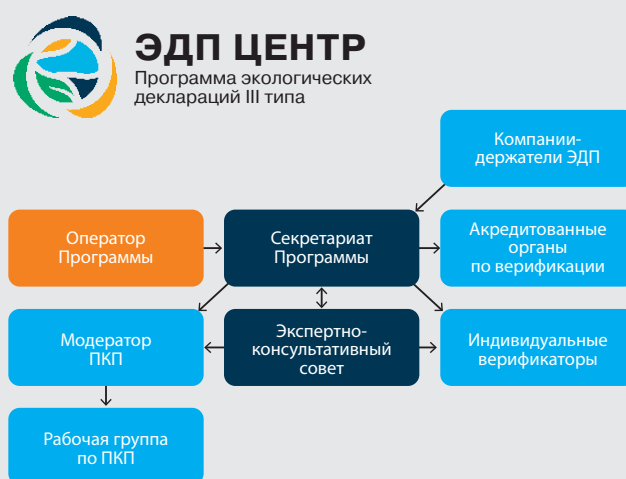 ЭДП ЦЕНТР
Программа экологических
деклараций III типа
Компании-
держатели ЭДП
Оператор
Программы
Секретариат
Программы
Акредитованные
органы
по верификации
Модератор
ПКП
Экспертно-
консультативный
совет
Индивидуальные
верификаторы
Рабочая группа
по ПКП